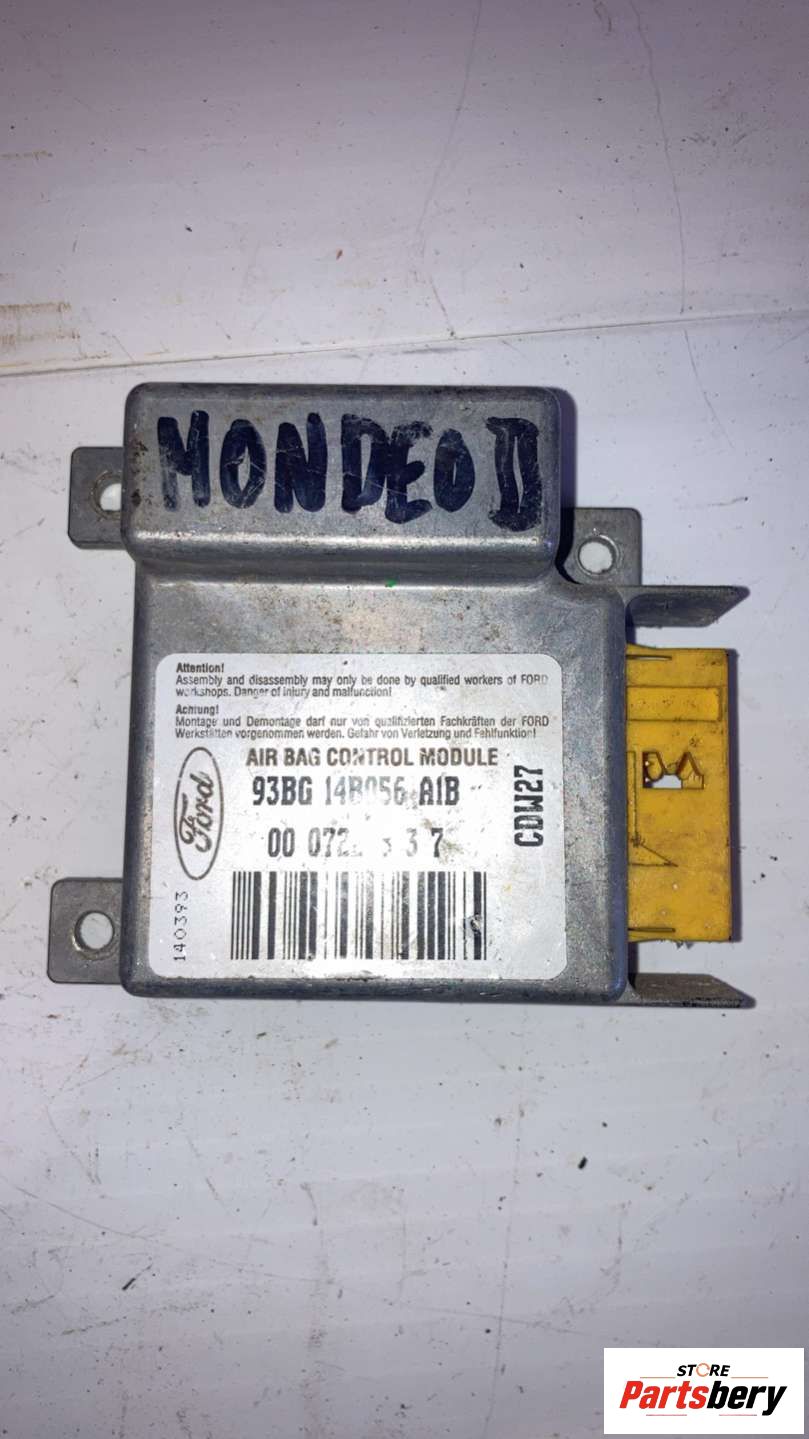 MONDEO II
Attention!
Assembly and disassembly may only be done by qualified workers of FORD
workshops. Danger of injury and malfunction!
Achtung!
Montage und Demontage darf nur von qualifizierten Fachkräften der FORD
Werkstätten vorgenommen werden. Gefahr von Verletzung und Fehlfunktion!
AIR BAG CONTROL MODULE
93BG 14B056 A1B
Ford
00
CDW27
140393
STORE
Partsbery